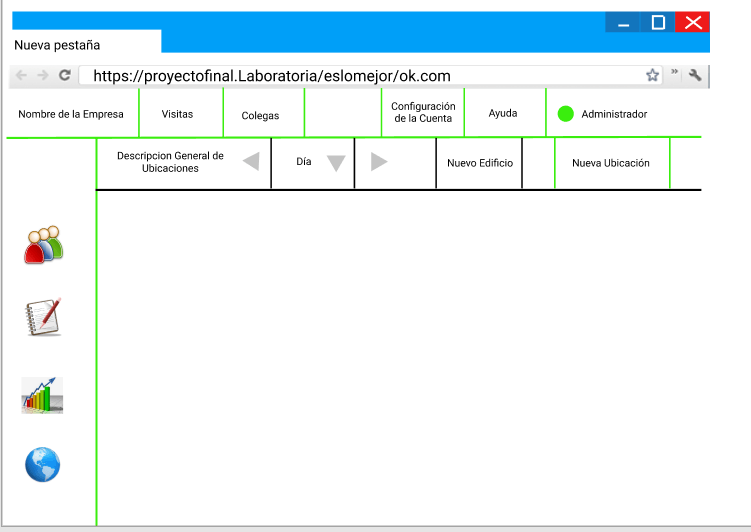 Nueva pestaña
https://proyectofinal.Laboratoria/eslomejor/ok.com
»
Nombre de la Empresa
Visitas
Colegas
Configuración
de la Cuenta
Ayuda
Administrador
Descripcion General de
Ubicaciones
Día
Nuevo Edificio
Nueva Ubicación